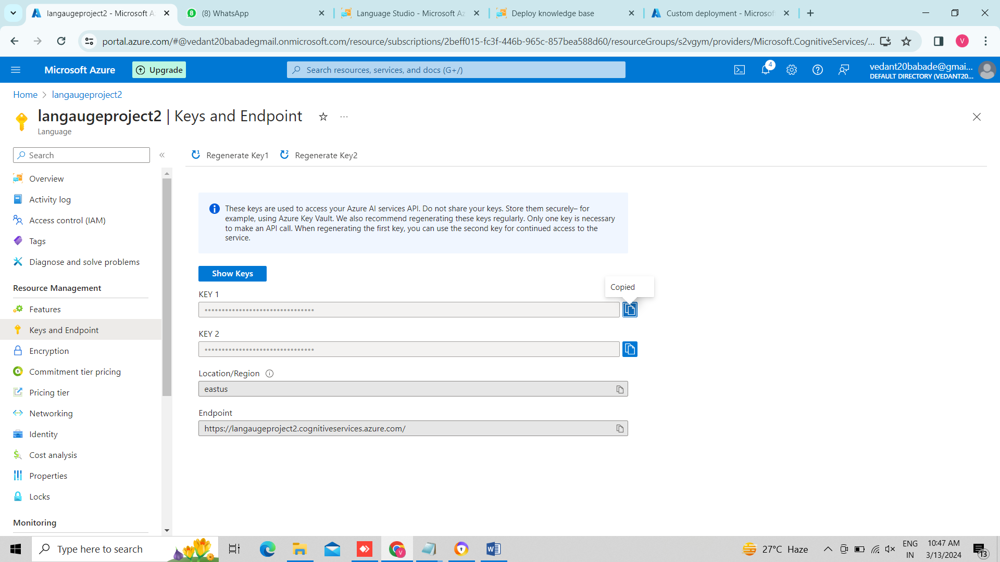 langaugeproject2 - Microsoft A
8
(8) WhatsApp
Language Studio - Microsoft Az
Deploy knowledge base
Custom deployment - Microsof
portal.azure.com/#@vedant20babadegmail.onmicrosoft.com/resource/subscriptions/2beff015-fc3f-446b-965c-857bea588d60/resourceGroups/s2vgym/providers/Microsoft.CognitiveServices/...
V
Microsoft Azure
Upgrade
Search resources, services, and docs (G+/)
4
vedant20babade@gmai...
DEFAULT DIRECTORY (VEDANT20...
Home > langaugeproject2
langaugeproject2 | Keys and Endpoint
Language
Search
Regenerate Key1
Regenerate Key2
Overview
Activity log
Access control (IAM)
Tags
Diagnose and solve problems
Resource Management
Features
Keys and Endpoint
Encryption
Commitment tier pricing
Pricing tier
Networking
Identity
Cost analysis
Properties
Locks
Monitoring
These keys are used to access your Azure AI services API. Do not share your keys. Store them securely– for
example, using Azure Key Vault. We also recommend regenerating these keys regularly. Only one key is necessary
to make an API call. When regenerating the first key, you can use the second key for continued access to the
service.
Show Keys
Copied
KEY 1
••••••••••••••••••••••••••••••••
KEY 2
••••••••••••••••••••••••••••••••
Location/Region
eastus
Endpoint
https://langaugeproject2.cognitiveservices.azure.com/
Type here to search
27°C Haze
ENG
IN
10:47 AM
3/13/2024
13